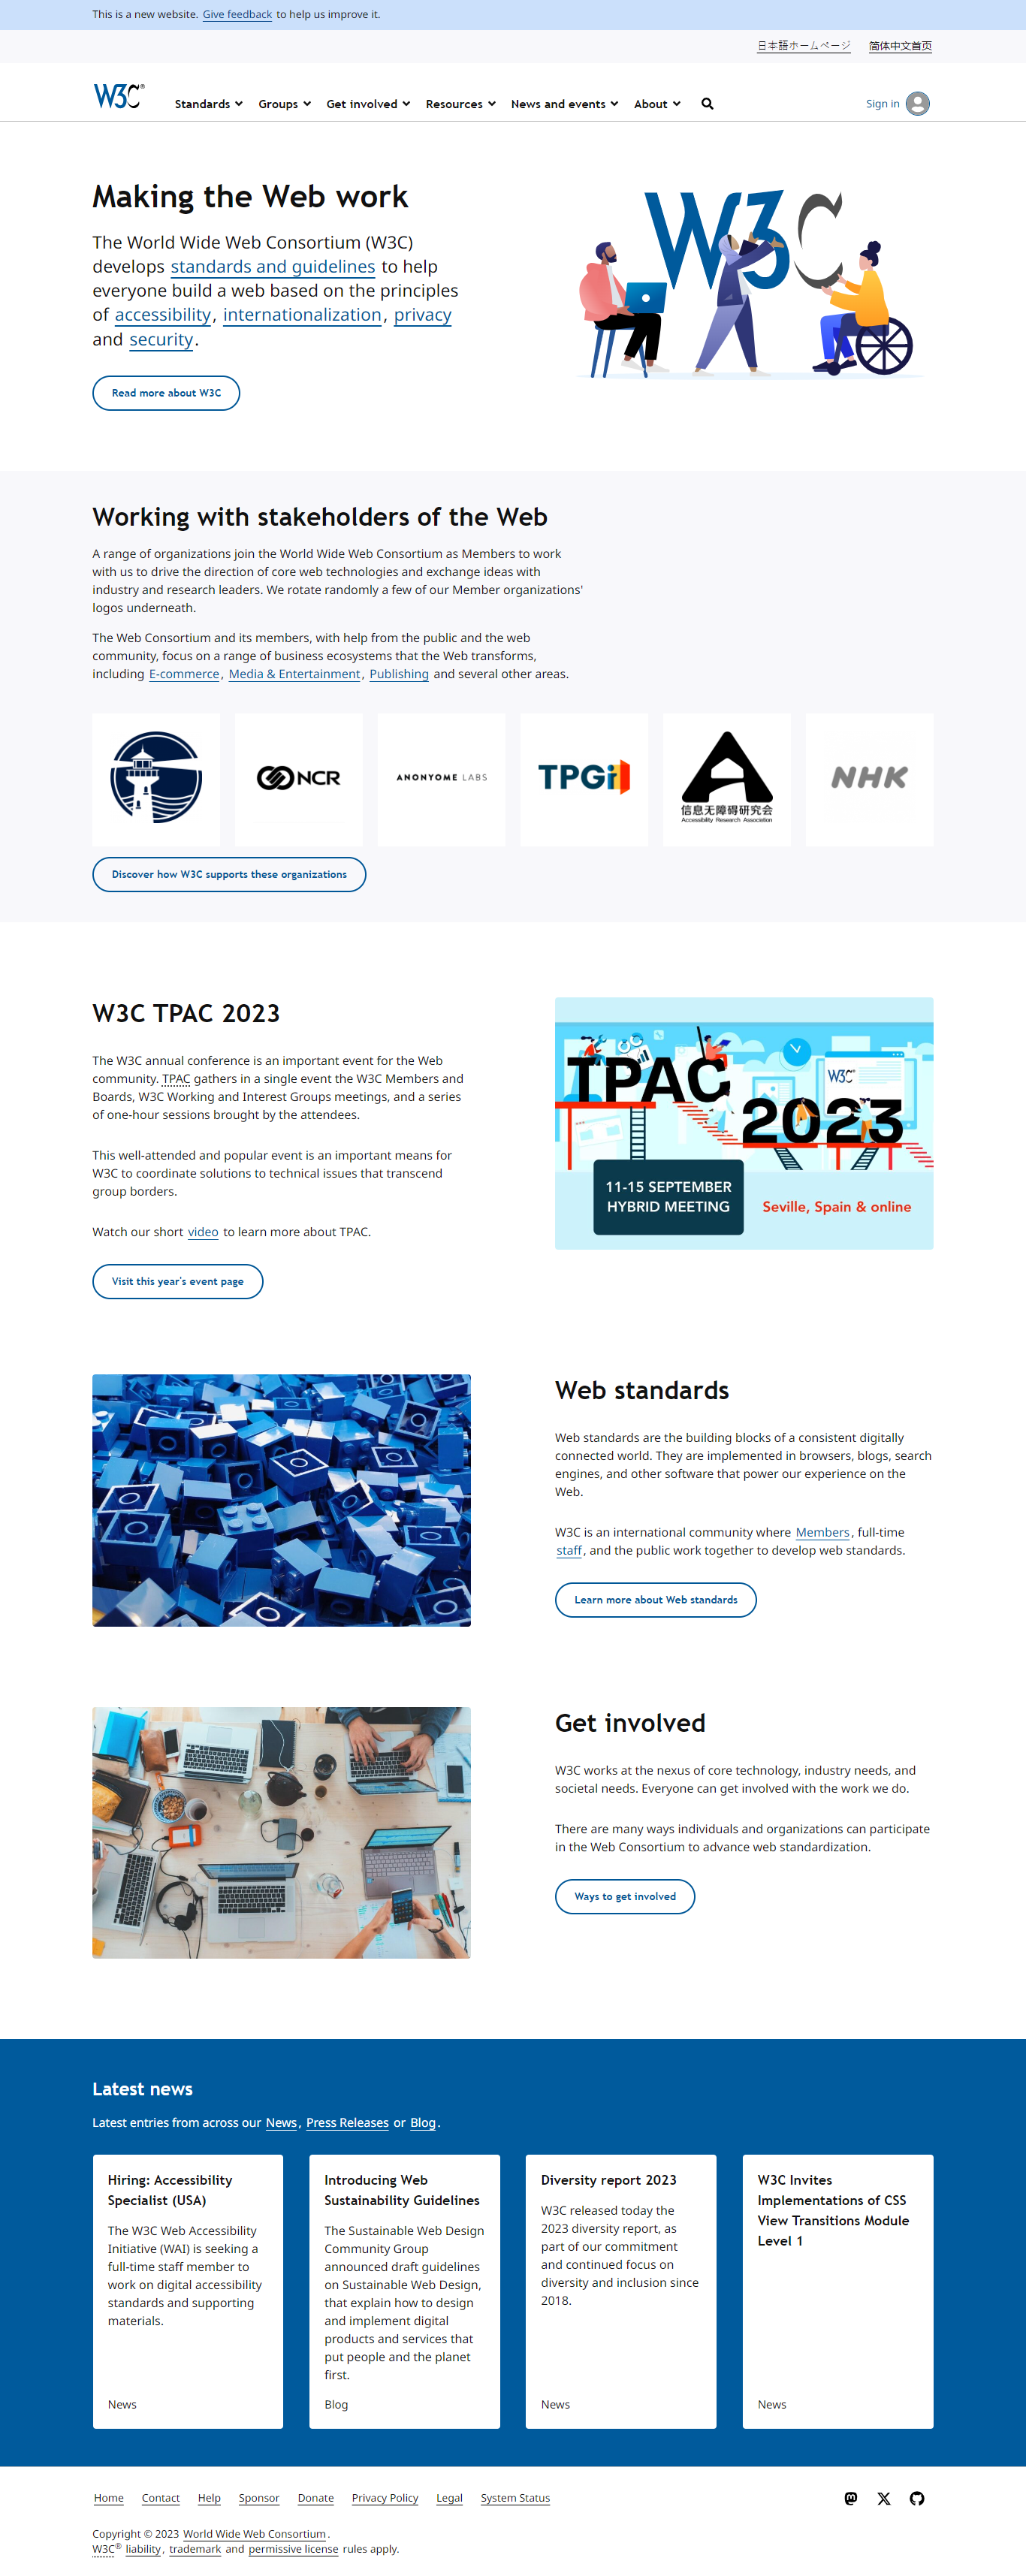 This is a new website. Give feedback to help us improve it.
日本語ホームページ 简体中文首页
W3C® Standards Groups Get involved Resources News and events About Sign in
Making the Web work
The World Wide Web Consortium (W3C)
develops standards and guidelines to help
everyone build a web based on the principles
of accessibility, internationalization, privacy
and security.
Read more about W3C
W3C
Working with stakeholders of the Web
A range of organizations join the World Wide Web Consortium as Members to work
with us to drive the direction of core web technologies and exchange ideas with
industry and research leaders. We rotate randomly a few of our Member organizations'
logos underneath.
The Web Consortium and its members, with help from the public and the web
community, focus on a range of business ecosystems that the Web transforms,
including E-commerce, Media & Entertainment, Publishing and several other areas.
NCR
ANONYOME LABS
TPGi
信息无障碍研究会
Accessibility Research Association
NHK
Discover how W3C supports these organizations
W3C TPAC 2023
The W3C annual conference is an important event for the Web
community. TPAC gathers in a single event the W3C Members and
Boards, W3C Working and Interest Groups meetings, and a series
of one-hour sessions brought by the attendees.
This well-attended and popular event is an important means for
W3C to coordinate solutions to technical issues that transcend
group borders.
Watch our short video to learn more about TPAC.
Visit this year's event page
TPAC
W3C®
2023
11-15 SEPTEMBER
HYBRID MEETING
Seville, Spain & online
Web standards
Web standards are the building blocks of a consistent digitally
connected world. They are implemented in browsers, blogs, search
engines, and other software that power our experience on the
Web.
W3C is an international community where Members, full-time
staff, and the public work together to develop web standards.
Learn more about Web standards
Get involved
W3C works at the nexus of core technology, industry needs, and
societal needs. Everyone can get involved with the work we do.
There are many ways individuals and organizations can participate
in the Web Consortium to advance web standardization.
Ways to get involved
Latest news
Latest entries from across our News, Press Releases or Blog.
Hiring: Accessibility
Specialist (USA)
The W3C Web Accessibility
Initiative (WAI) is seeking a
full-time staff member to
work on digital accessibility
standards and supporting
materials.
News
Introducing Web
Sustainability Guidelines
The Sustainable Web Design
Community Group
announced draft guidelines
on Sustainable Web Design,
that explain how to design
and implement digital
products and services that
put people and the planet
first.
Blog
Diversity report 2023
W3C released today the
2023 diversity report, as
part of our commitment
and continued focus on
diversity and inclusion since
2018.
News
W3C Invites
Implementations of CSS
View Transitions Module
Level 1
News
Home Contact Help Sponsor Donate Privacy Policy Legal System Status
Copyright © 2023 World Wide Web Consortium.
W3C® liability, trademark and permissive license rules apply.